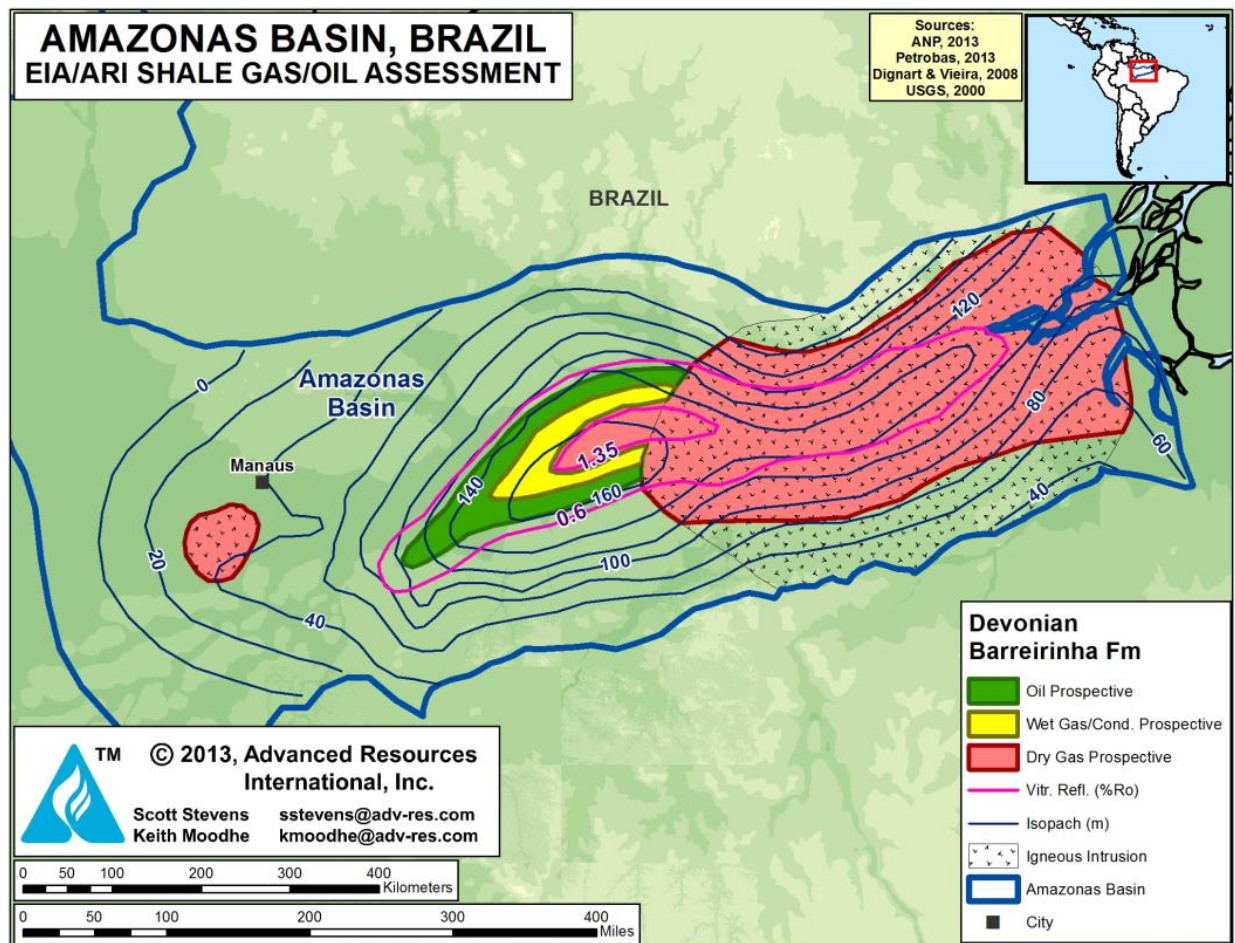 AMAZONAS BASIN, BRAZIL
EIA/ARI SHALE GAS/OIL ASSESSMENT
Sources:
ANP, 2013
Petrobas, 2013
Dignart & Vieira, 2008
USGS, 2000
BRAZIL
Amazonas
Basin
Manaus
0
20
40
140
1.35
160
0.6
100
120
80
60
40
TM
© 2013, Advanced Resources
International, Inc.
Scott Stevens sstevens@adv-res.com
Keith Moodhe kmoodhe@adv-res.com
0 50 100 200 300 400
Kilometers
0 50 100 200 300 400
Miles
Devonian
Barreirinha Fm
Oil Prospective
Wet Gas/Cond. Prospective
Dry Gas Prospective
Vitr. Refl. (%Ro)
Isopach (m)
Igneous Intrusion
Amazonas Basin
City